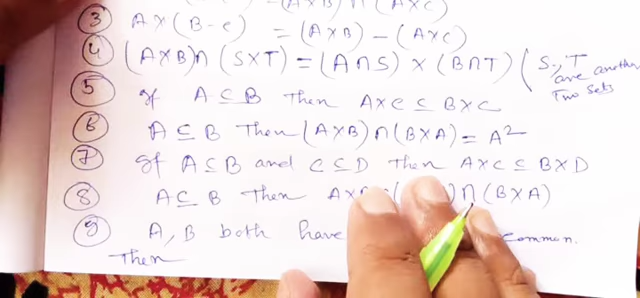 (A×B) ∩ (A×C)
③ A×(B-C) = (A×B) - (A×C)
④ (A×B)∩(S×T) = (A∩S) × (B∩T) (S, T are another Two Sets
⑤ If A⊆B Then A×C ⊆ B×C
⑥ A⊆B Then (A×B)∩(B×A) = A²
⑦ If A⊆B and C⊆D Then A×C ⊆ B×D
⑧ A⊆B Then ∩(B×A)
⑨ A, B both have common.
Then